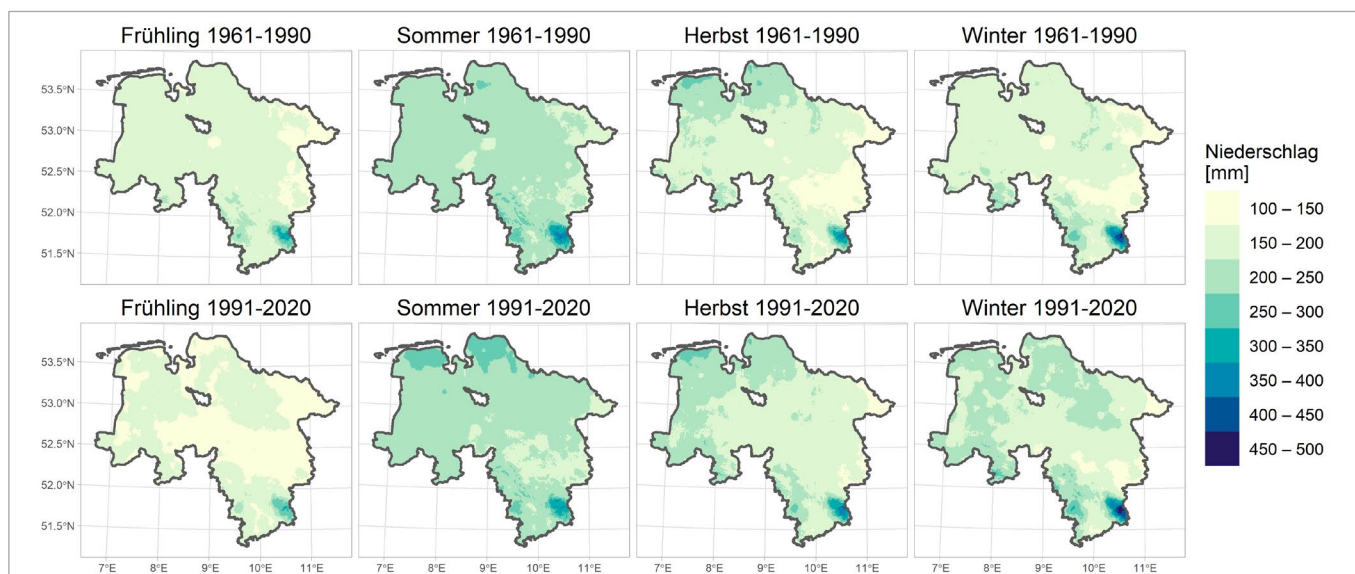 Frühling 1961-1990
Sommer 1961-1990
Herbst 1961-1990
Winter 1961-1990
53.5°N
53.0°N
52.5°N
52.0°N
51.5°N
Frühling 1991-2020
Sommer 1991-2020
Herbst 1991-2020
Winter 1991-2020
53.5°N
53.0°N
52.5°N
52.0°N
51.5°N
7°E 8°E 9°E 10°E 11°E
7°E 8°E 9°E 10°E 11°E
7°E 8°E 9°E 10°E 11°E
7°E 8°E 9°E 10°E 11°E
Niederschlag
[mm]
100 – 150
150 – 200
200 – 250
250 – 300
300 – 350
350 – 400
400 – 450
450 – 500